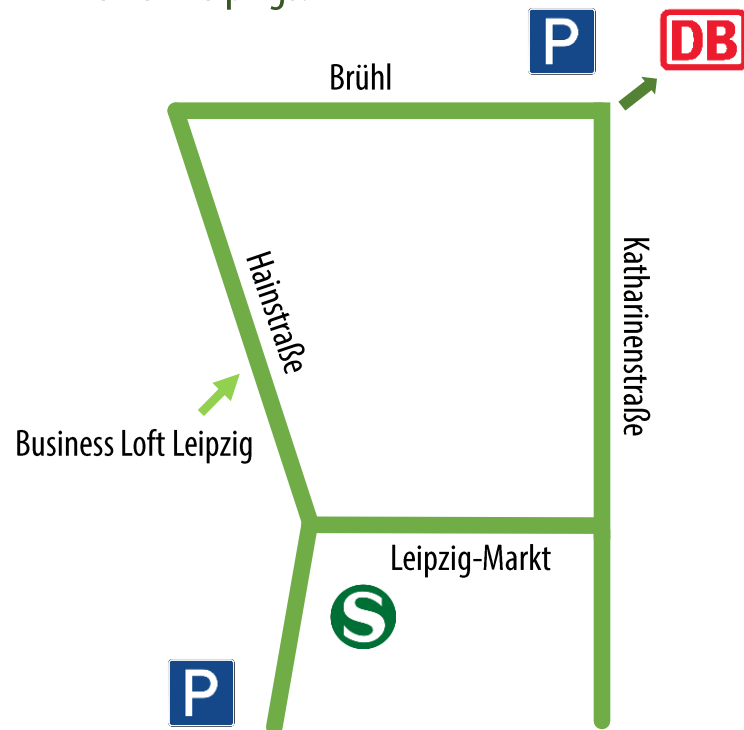 P
DB
Brühl
Hainstraße
Katharinenstraße
Business Loft Leipzig
Leipzig-Markt
S
P